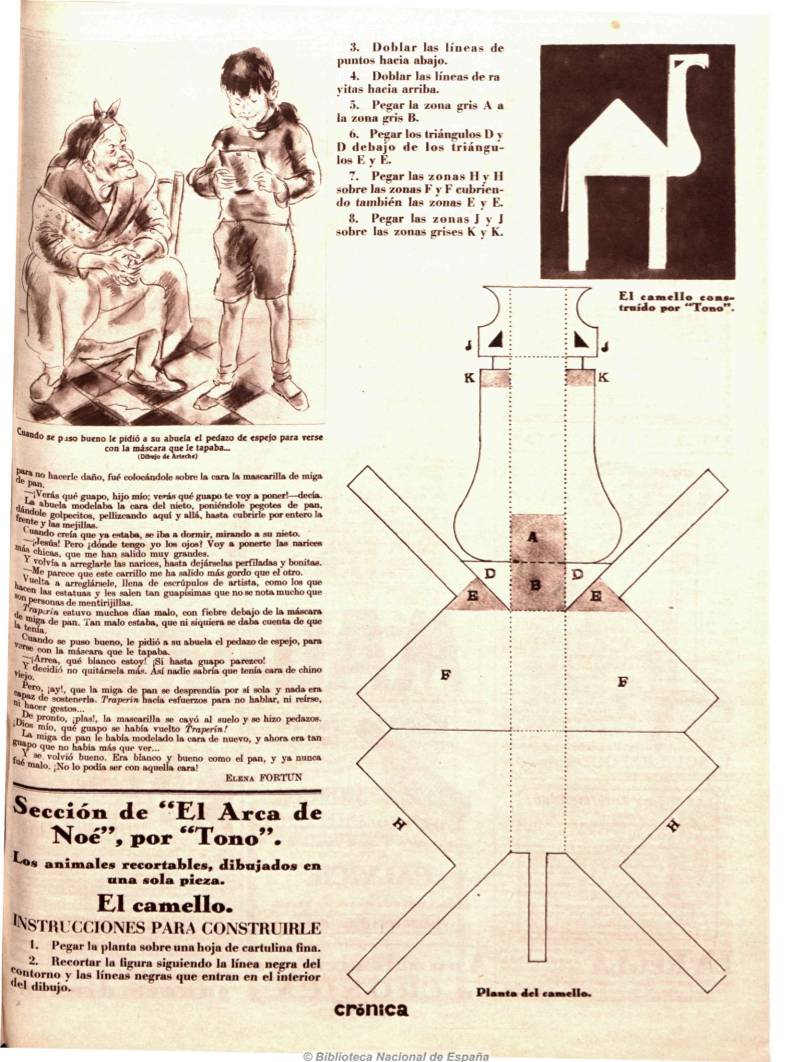 Cuando se puso bueno le pidió a su abuela el pedazo de espejo para verse
con la máscara que le tapaba...
(Dibujo de Arteche)
para no hacerle daño, fué colocándole sobre la cara la mascarilla de miga
de pan.
—¡Verás qué guapo, hijo mío; verás qué guapo te voy a poner!—decía.
La abuela modelaba la cara del nieto, poniéndole pegotes de pan,
dándole golpecitos, pellizcando aquí y allá, hasta cubrirle por entero la
frente y las mejillas.
Cuando creía que ya estaba, se iba a dormir, mirando a su nieto.
—¡Jesús! Pero ¿dónde tengo yo los ojos? Voy a ponerte las narices
más chicas, que me han salido muy grandes.
Y volvía a arreglarle las narices, hasta dejárselas perfiladas y bonitas.
—Me parece que este carrillo me ha salido más gordo que el otro.
Vuelta a arreglársele, llena de escrúpulos de artista, como los que
hacen las estatuas y les salen tan guapísimas que no se nota mucho que
son personas de mentirijillas.
Traperín estuvo muchos días malo, con fiebre debajo de la máscara
de miga de pan. Tan malo estaba, que ni siquiera se daba cuenta de que
la tenía.
Cuando se puso bueno, le pidió a su abuela el pedazo de espejo, para
verse con la máscara que le tapaba.
—¡Arrea, qué blanco estoy! ¡Si hasta guapo parezco!
Y decidió no quitársela más. Así nadie sabría que tenía cara de chino
viejo.
Pero, ¡ay!, que la miga de pan se desprendía por sí sola y nada era
capaz de sostenerla. Traperín hacía esfuerzos para no hablar, ni reírse,
ni hacer gestos...
De pronto, ¡plas!, la mascarilla se cayó al suelo y se hizo pedazos.
¡Dios mío, qué guapo se había vuelto Traperín!
La miga de pan le había modelado la cara de nuevo, y ahora era tan
guapo que no había más que ver...
Y se volvió bueno. Era blanco y bueno como el pan, y ya nunca
fué malo. ¡No lo podía ser con aquella cara!
Elena FORTUN
Sección de "El Arca de
Noé", por "Tono".
Los animales recortables, dibujados en
una sola pieza.
El camello.
INSTRUCCIONES PARA CONSTRUIRLE
1. Pegar la planta sobre una hoja de cartulina fina.
2. Recortar la figura siguiendo la línea negra del
contorno y las líneas negras que entran en el interior
del dibujo.
3. Doblar las líneas de
puntos hacia abajo.
4. Doblar las líneas de ra
yitas hacia arriba.
5. Pegar la zona gris A a
la zona gris B.
6. Pegar los triángulos D y
D debajo de los triángu-
los E y E.
7. Pegar las zonas H y H
sobre las zonas F y F cubrien-
do también las zonas E y E.
8. Pegar las zonas J y J
sobre las zonas grises K y K.
El camello cons-
truído por "Tono".
J J
K K
A
D D
B
E E
F F
H H
Planta del camello.
crónica
© Biblioteca Nacional de España